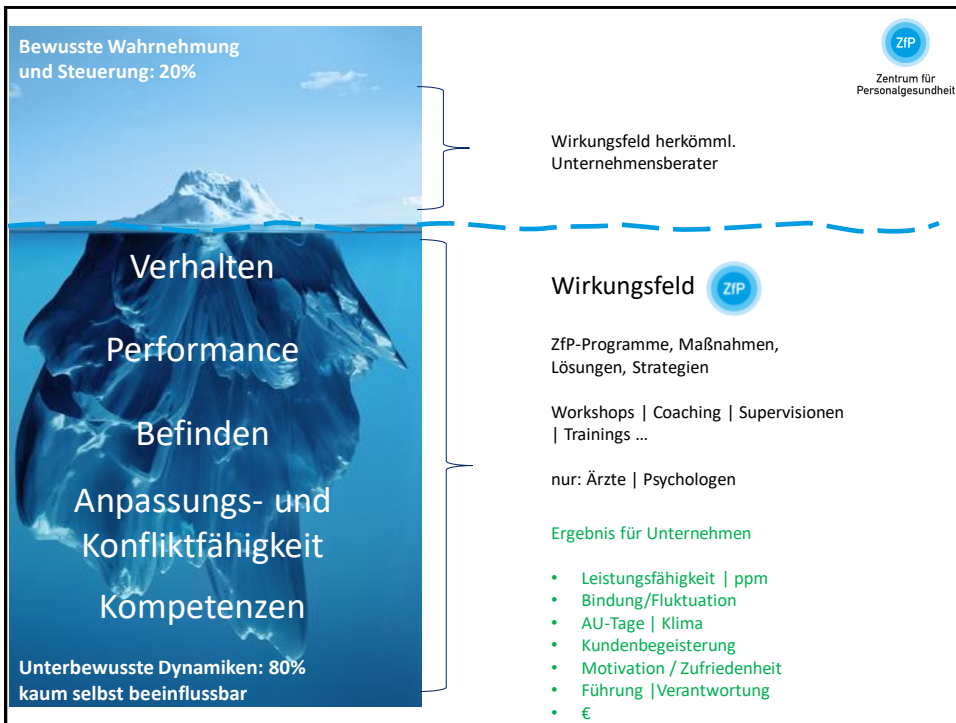 Bewusste Wahrnehmung
und Steuerung: 20%
ZfP
Zentrum für
Personalgesundheit
Wirkungsfeld herkömml.
Unternehmensberater
Verhalten
Performance
Befinden
Anpassungs- und
Konfliktfähigkeit
Kompetenzen
Unterbewusste Dynamiken: 80%
kaum selbst beeinflussbar
Wirkungsfeld ZfP
ZfP-Programme, Maßnahmen,
Lösungen, Strategien
Workshops | Coaching | Supervisionen
| Trainings ...
nur: Ärzte | Psychologen
Ergebnis für Unternehmen
• Leistungsfähigkeit | ppm
• Bindung/Fluktuation
• AU-Tage | Klima
• Kundenbegeisterung
• Motivation / Zufriedenheit
• Führung |Verantwortung
• €